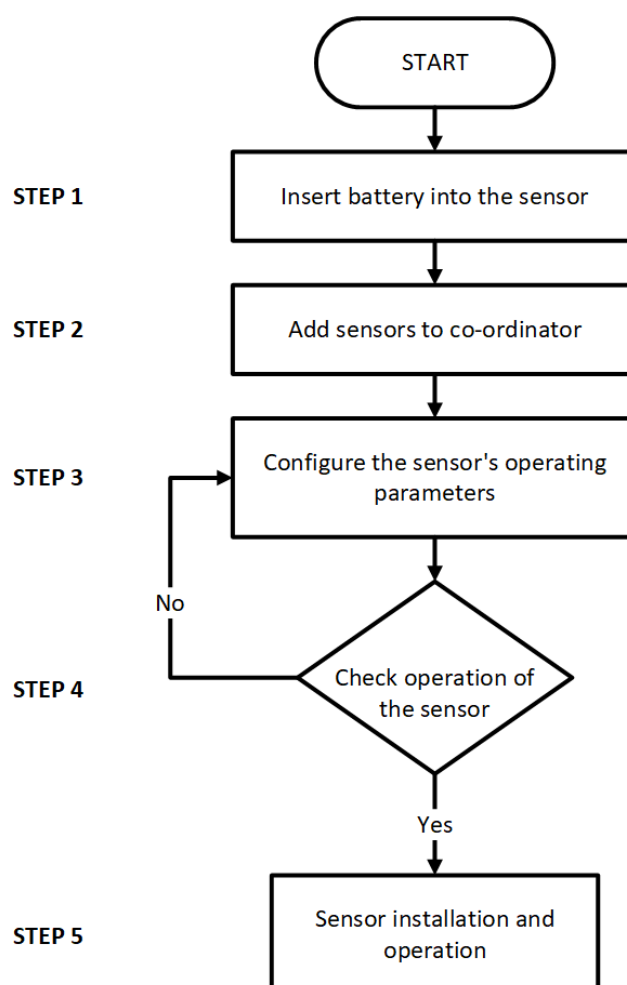 START
STEP 1
Insert battery into the sensor
STEP 2
Add sensors to co-ordinator
STEP 3
Configure the sensor's operating
parameters
No
STEP 4
Check operation of
the sensor
Yes
STEP 5
Sensor installation and
operation